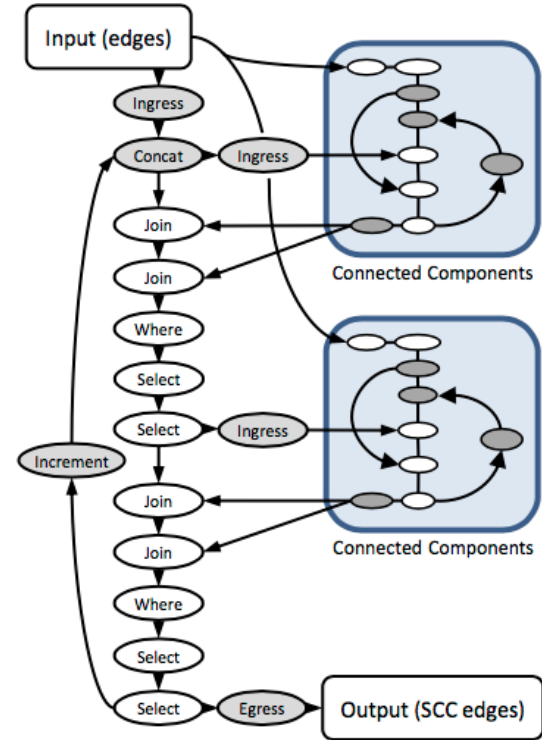 Input (edges)
Ingress
Concat
Ingress
Join
Join
Connected Components
Where
Select
Select
Ingress
Increment
Join
Join
Connected Components
Where
Select
Select
Egress
Output (SCC edges)